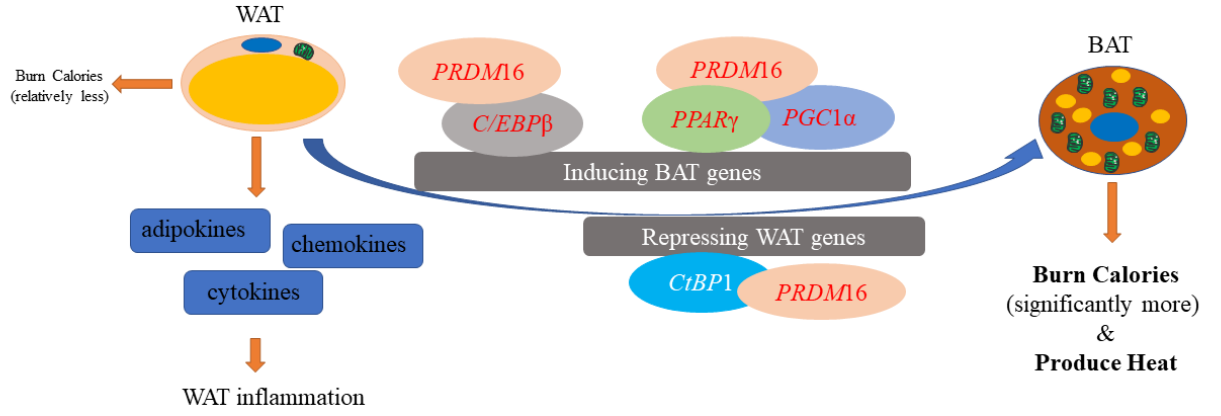 WAT
Burn Calories
(relatively less)
adipokines
chemokines
cytokines
WAT inflammation
PRDM16
C/EBPβ
PRDM16
PPARγ
PGC1α
Inducing BAT genes
Repressing WAT genes
CtBP1
PRDM16
BAT
Burn Calories
(significantly more)
&
Produce Heat